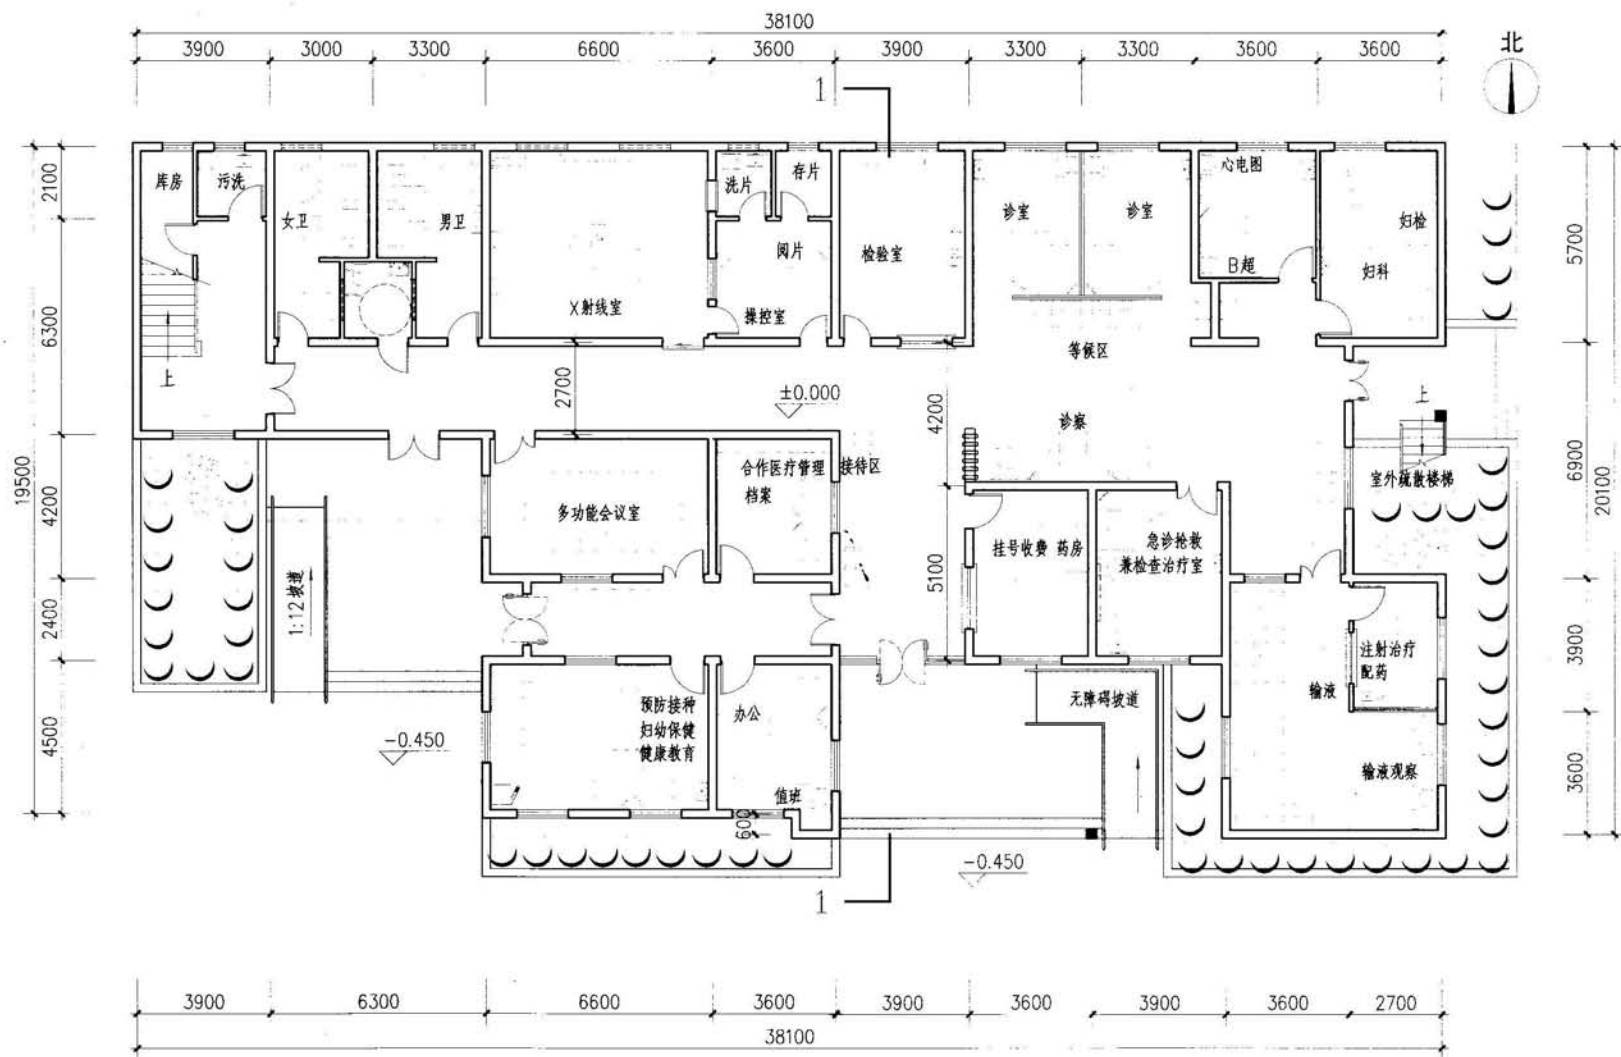 38100
3900 3000 3300 6600 3600 3900 3300 3300 3600 3600
北
1
2100
6300
19500
4200
2400
4500
5700
6900
20100
3900
3600
库房
污洗
女卫
男卫
X射线室
洗片
存片
阅片
操控室
检验室
诊室
诊室
心电图
B超
妇检
妇科
等候区
上
2700
±0.000
4200
诊察
上
室外疏散楼梯
合作医疗管理
档案
接待区
多功能会议室
挂号收费 药房
急诊抢救
兼检查治疗室
5100
1:12坡道
注射治疗
配药
输液
输液观察
预防接种
妇幼保健
健康教育
办公
值班
无障碍坡道
-0.450
600
-0.450
1
3900 6300 6600 3600 3900 3600 3900 3600 2700
38100